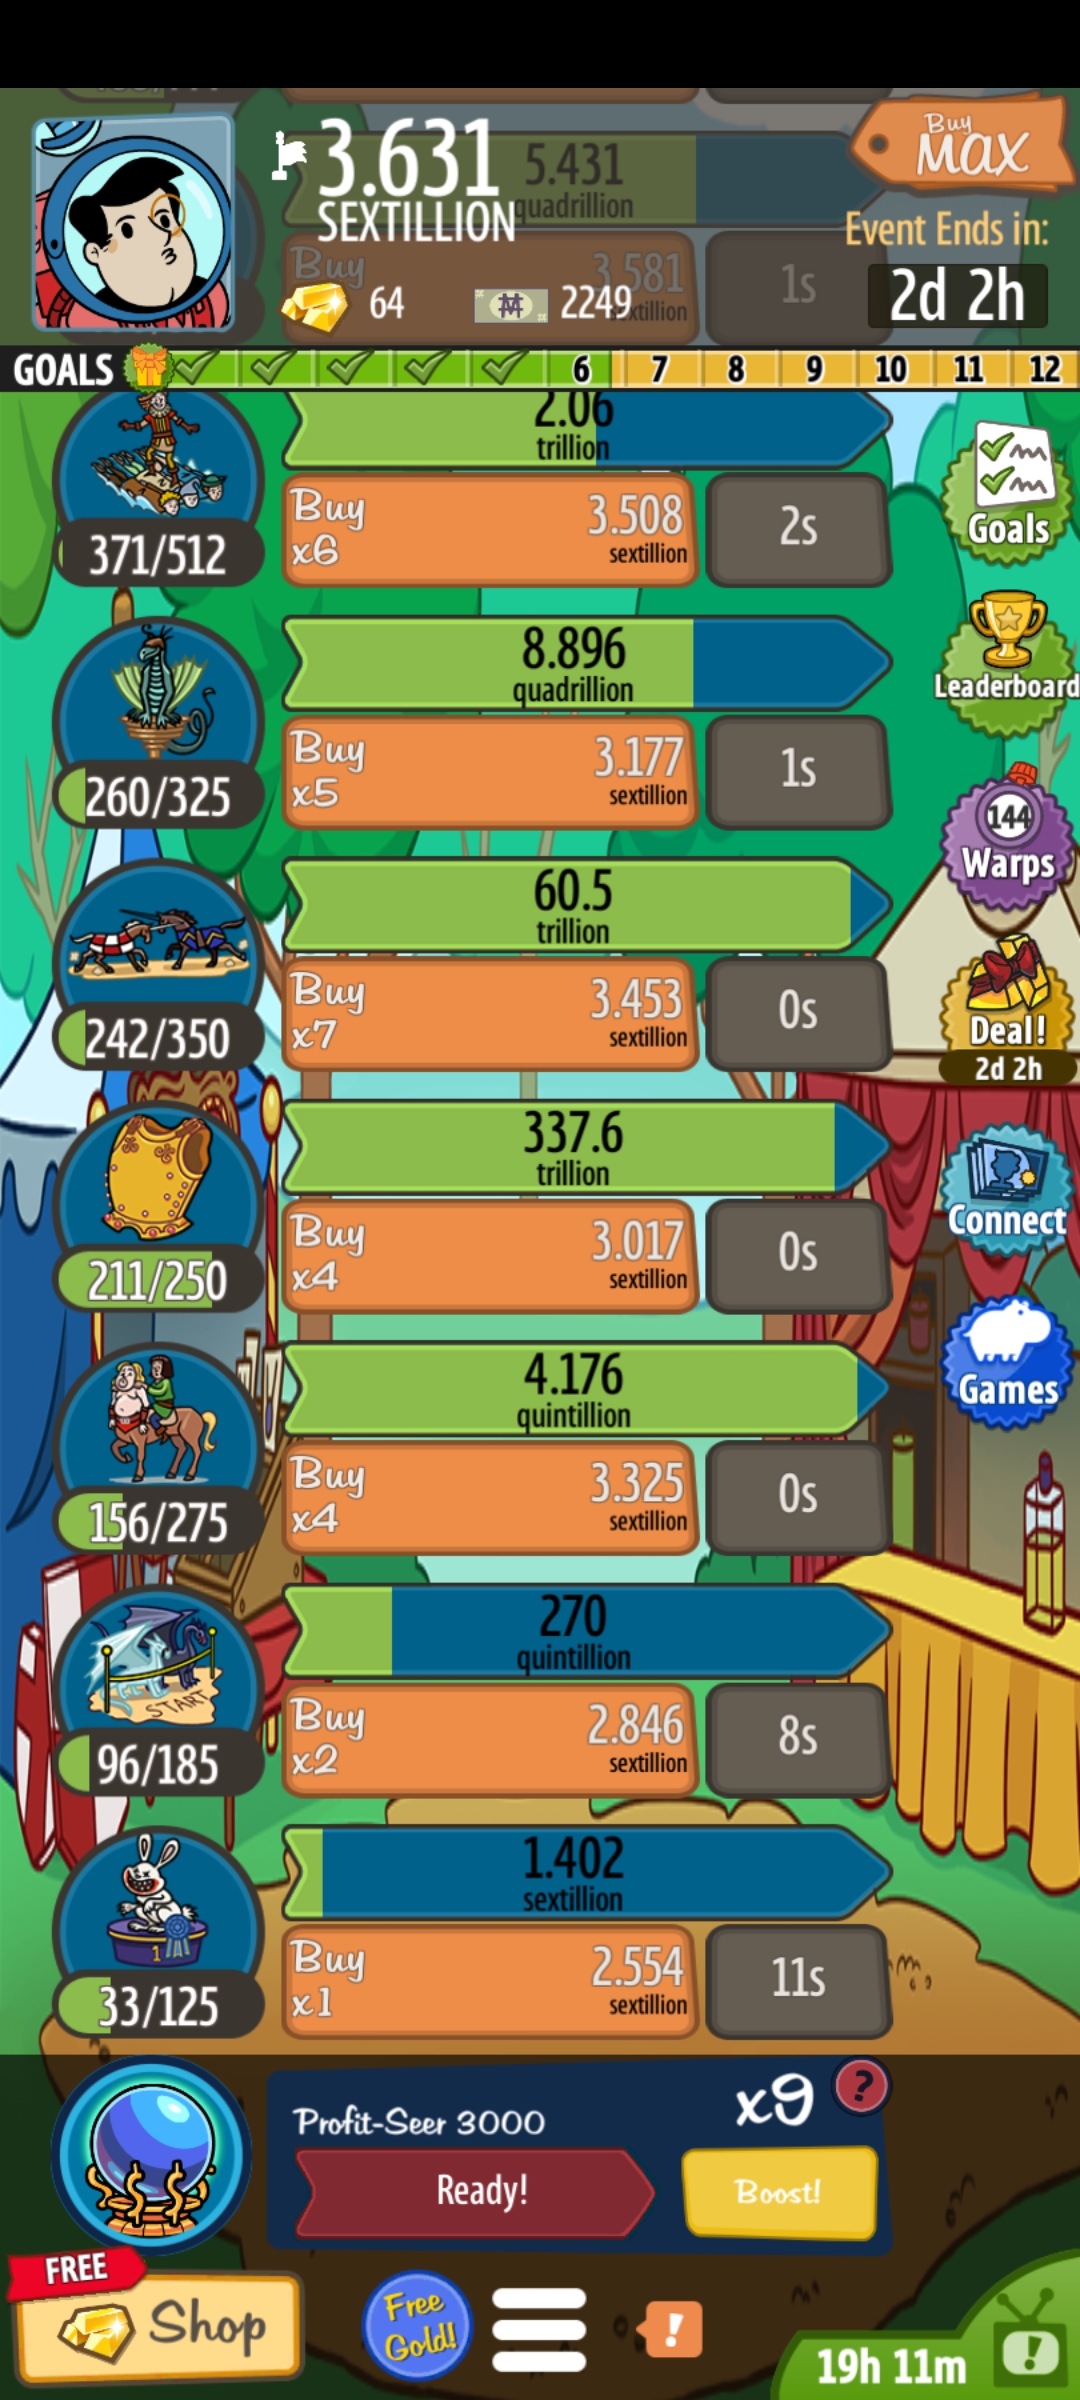 3.631
SEXTILLION
5.431
quadrillion
Buy
MAX
Event Ends in:
2d 2h
Buy
3.581
sextillion
1s
64
2249
GOALS
6
7
8
9
10
11
12
2.06
trillion
371/512
Buy
x6
3.508
sextillion
2s
Goals
8.896
quadrillion
Leaderboard
260/325
Buy
x5
3.177
sextillion
1s
144
Warps
60.5
trillion
242/350
Buy
x7
3.453
sextillion
0s
Deal!
2d 2h
337.6
trillion
211/250
Buy
x4
3.017
sextillion
0s
Connect
4.176
quintillion
Games
156/275
Buy
x4
3.325
sextillion
0s
START
270
quintillion
96/185
Buy
x2
2.846
sextillion
8s
1
1.402
sextillion
33/125
Buy
x1
2.554
sextillion
11s
Profit-Seer 3000
x9
?
Ready!
Boost!
FREE
Shop
Free
Gold!
!
19h 11m
!